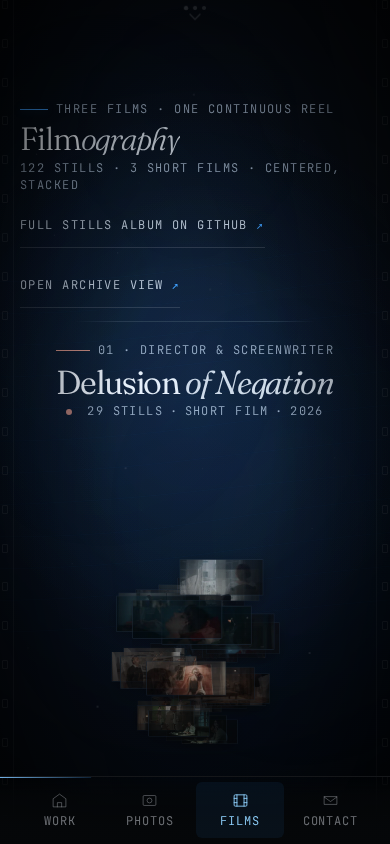 THREE FILMS · ONE CONTINUOUS REEL
Filmography
122 STILLS · 3 SHORT FILMS · CENTERED,
STACKED
FULL STILLS ALBUM ON GITHUB ↗
OPEN ARCHIVE VIEW ↗
01 · DIRECTOR & SCREENWRITER
Delusion of Negation
29 STILLS · SHORT FILM · 2026
WORK PHOTOS FILMS CONTACT